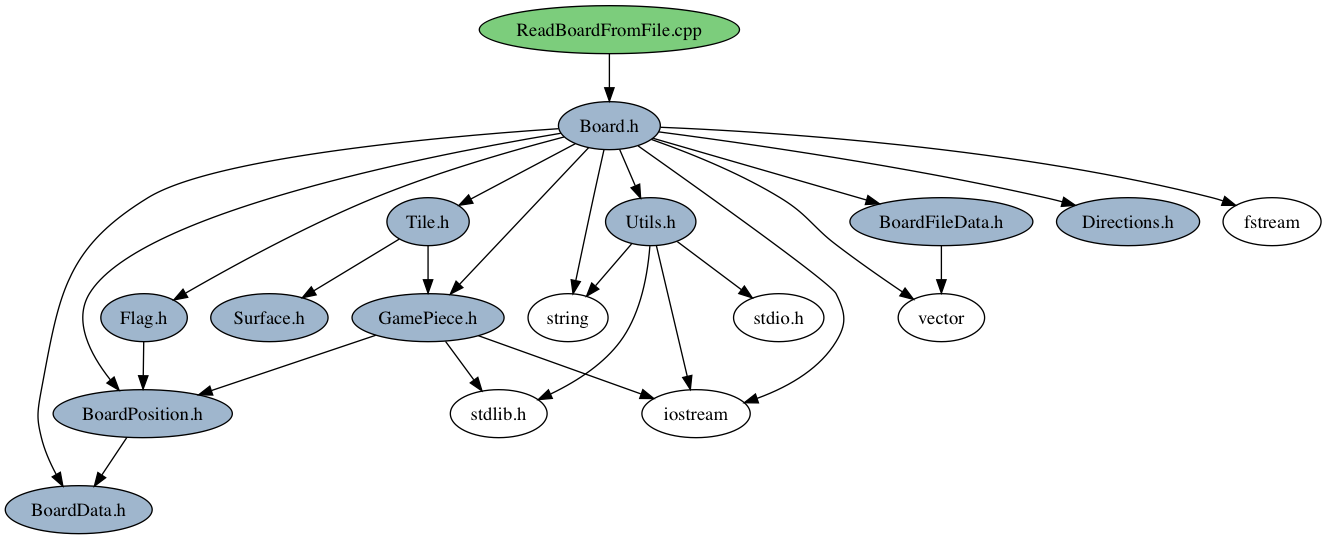 ReadBoardFromFile.cpp
Board.h
Tile.h
Utils.h
BoardFileData.h
Directions.h
fstream
Flag.h
Surface.h
GamePiece.h
string
stdio.h
vector
BoardPosition.h
stdlib.h
iostream
BoardData.h